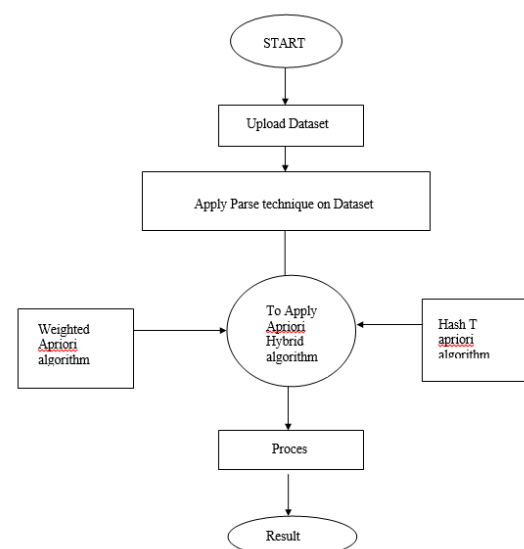 START
Upload Dataset
Apply Parse technique on Dataset
To Apply
Apriori
Hybrid
algorithm
Weighted
Apriori
algorithm
Hash T
apriori
algorithm
Proces
Result